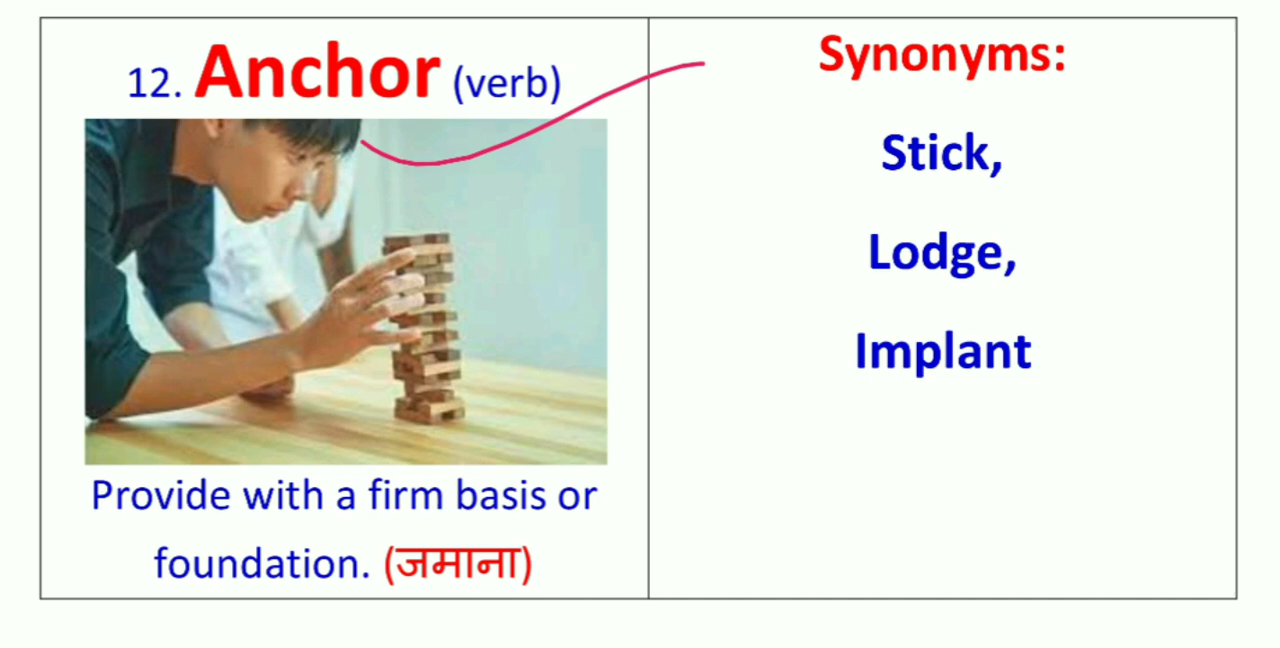 12. Anchor (verb)
Provide with a firm basis or
foundation. (जमाना)
Synonyms:
Stick,
Lodge,
Implant